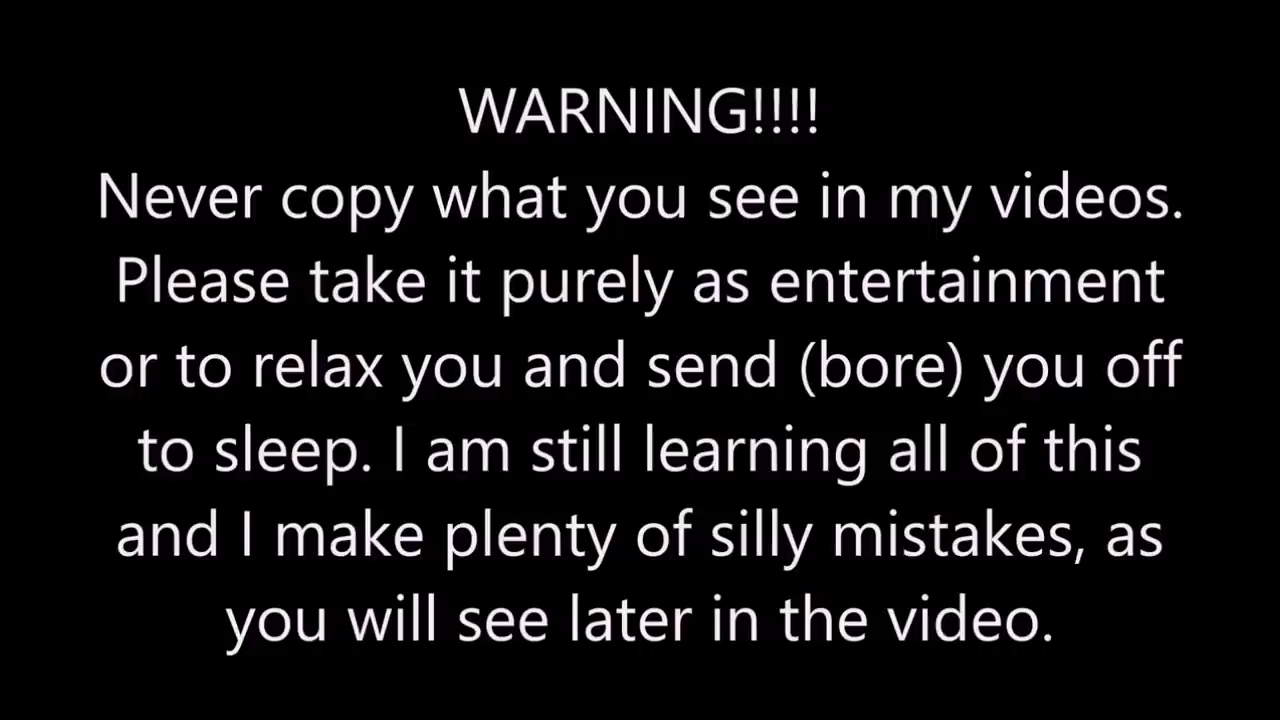 WARNING!!!!
Never copy what you see in my videos.
Please take it purely as entertainment
or to relax you and send (bore) you off
to sleep. I am still learning all of this
and I make plenty of silly mistakes, as
you will see later in the video.